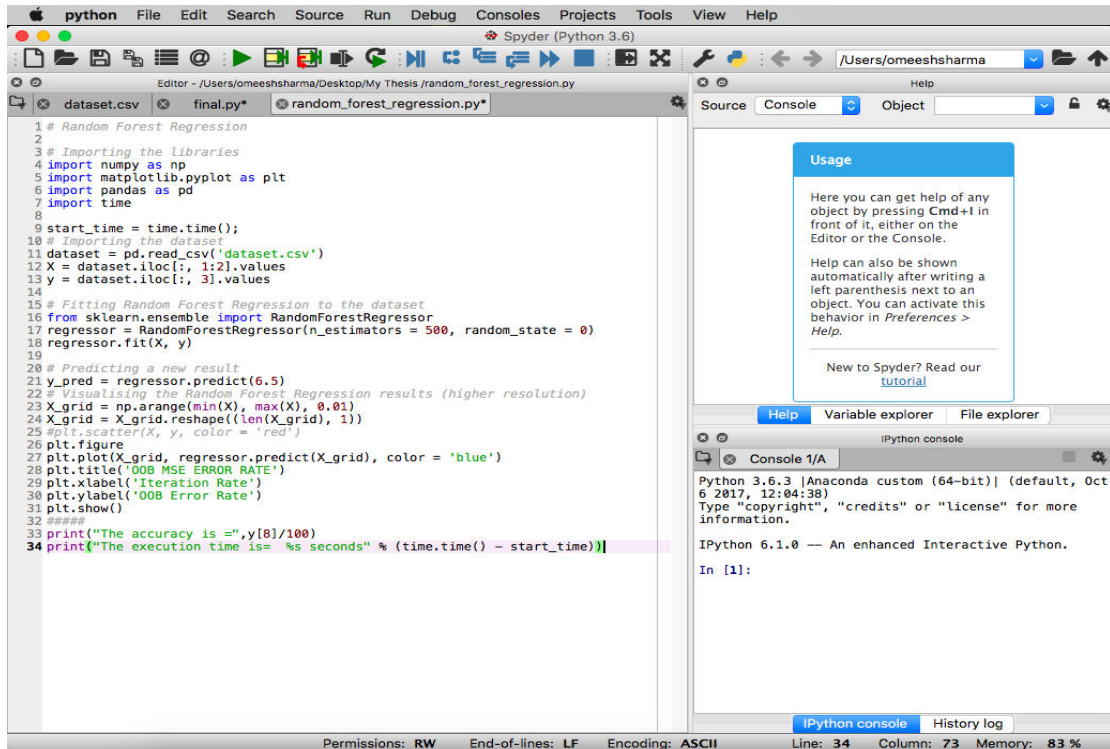 python File Edit Search Source Run Debug Consoles Projects Tools View Help
Spyder (Python 3.6)
/Users/omeeshsharma
Editor - /Users/omeeshsharma/Desktop/My Thesis /random_forest_regression.py
dataset.csv final.py* random_forest_regression.py*
1 # Random Forest Regression
2
3 # Importing the libraries
4 import numpy as np
5 import matplotlib.pyplot as plt
6 import pandas as pd
7 import time
8
9 start_time = time.time();
10 # Importing the dataset
11 dataset = pd.read_csv('dataset.csv')
12 X = dataset.iloc[:, 1:2].values
13 y = dataset.iloc[:, 3].values
14
15 # Fitting Random Forest Regression to the dataset
16 from sklearn.ensemble import RandomForestRegressor
17 regressor = RandomForestRegressor(n_estimators = 500, random_state = 0)
18 regressor.fit(X, y)
19
20 # Predicting a new result
21 y_pred = regressor.predict(6.5)
22 # Visualising the Random Forest Regression results (higher resolution)
23 X_grid = np.arange(min(X), max(X), 0.01)
24 X_grid = X_grid.reshape((len(X_grid), 1))
25 #plt.scatter(X, y, color = 'red')
26 plt.figure
27 plt.plot(X_grid, regressor.predict(X_grid), color = 'blue')
28 plt.title('OOB MSE ERROR RATE')
29 plt.xlabel('Iteration Rate')
30 plt.ylabel('OOB Error Rate')
31 plt.show()
32 #####
33 print("The accuracy is =",y[8]/100)
34 print("The execution time is=  %s seconds" % (time.time() - start_time))
Help
Source Console Object
Usage
Here you can get help of any
object by pressing Cmd+I in
front of it, either on the
Editor or the Console.
Help can also be shown
automatically after writing a
left parenthesis next to an
object. You can activate this
behavior in Preferences >
Help.
New to Spyder? Read our
tutorial
Help Variable explorer File explorer
IPython console
Console 1/A
Python 3.6.3 |Anaconda custom (64-bit)| (default, Oct
6 2017, 12:04:38)
Type "copyright", "credits" or "license" for more
information.
IPython 6.1.0 -- An enhanced Interactive Python.
In [1]:
IPython console History log
Permissions: RW End-of-lines: LF Encoding: ASCII Line: 34 Column: 73 Memory: 83 %